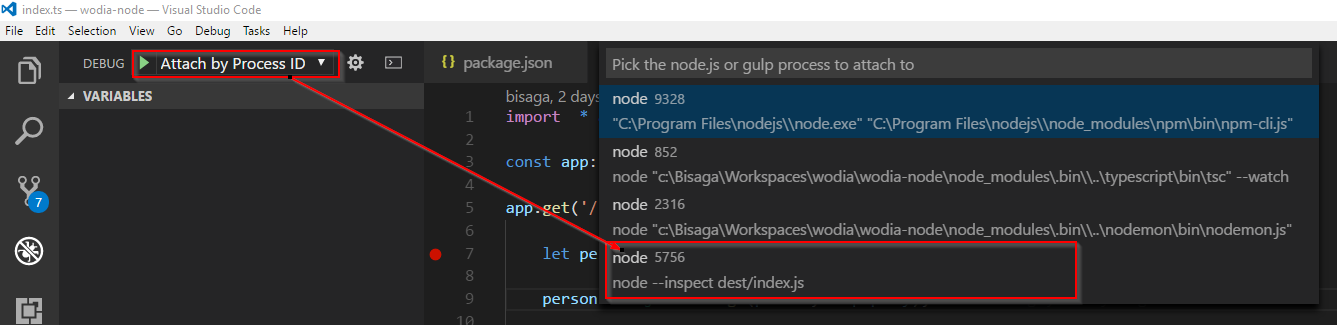 index.ts — wodia-node — Visual Studio Code
File Edit Selection View Go Debug Tasks Help
DEBUG Attach by Process ID
{} package.json
Pick the node.js or gulp process to attach to
VARIABLES
node 9328
"C:\Program Files\nodejs\\node.exe" "C:\Program Files\nodejs\\node_modules\npm\bin\npm-cli.js"
node 852
node "c:\Bisaga\Workspaces\wodia\wodia-node\node_modules\.bin\\..\typescript\bin\tsc" --watch
node 2316
node "c:\Bisaga\Workspaces\wodia\wodia-node\node_modules\.bin\\..\nodemon\bin\nodemon.js"
node 5756
node --inspect dest/index.js
bisaga, 2 days
1 import *
2
3 const app:
4
5 app.get('/
6
7 let pe
8
9 person
10
7